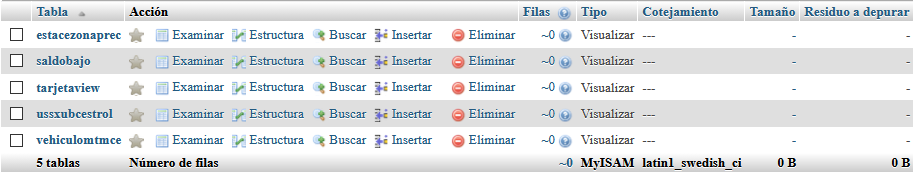 Tabla Acción Filas Tipo Cotejamiento Tamaño Residuo a depurar
estacezonaprec Examinar Estructura Buscar Insertar Eliminar ~0 Visualizar --- - -
saldobajo Examinar Estructura Buscar Insertar Eliminar ~0 Visualizar --- - -
tarjetaview Examinar Estructura Buscar Insertar Eliminar ~0 Visualizar --- - -
ussxubcestrol Examinar Estructura Buscar Insertar Eliminar ~0 Visualizar --- - -
vehiculomtmce Examinar Estructura Buscar Insertar Eliminar ~0 Visualizar --- - -
5 tablas Número de filas ~0 MyISAM latin1_swedish_ci 0 B 0 B